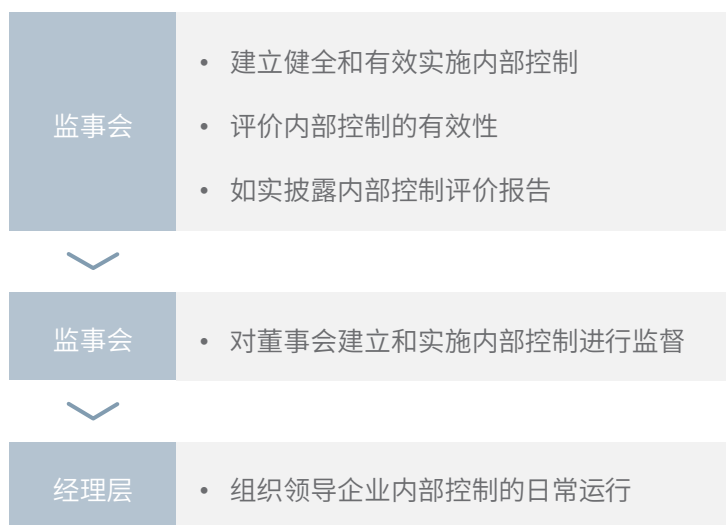 监事会
• 建立健全和有效实施内部控制
• 评价内部控制的有效性
• 如实披露内部控制评价报告
监事会
• 对董事会建立和实施内部控制进行监督
经理层
• 组织领导企业内部控制的日常运行